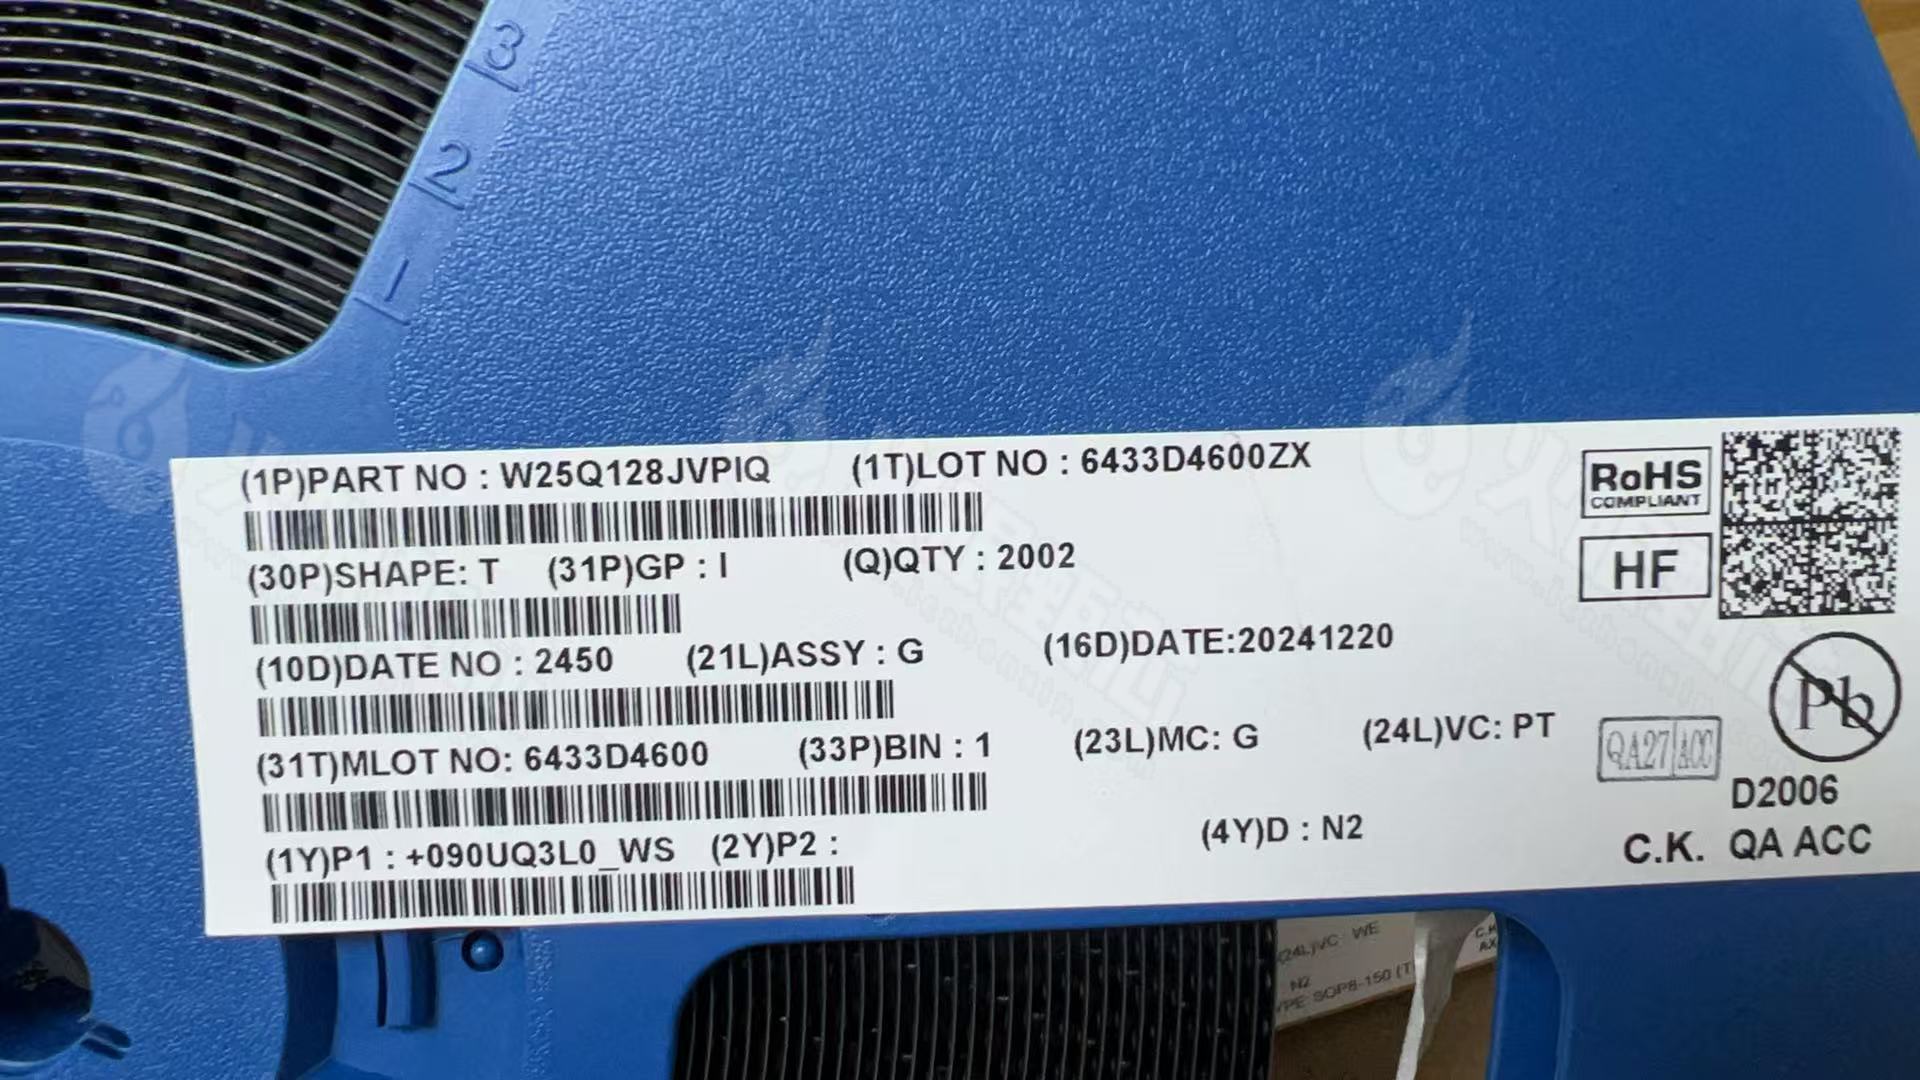 3
2
1
(1P)PART NO : W25Q128JVPIQ (1T)LOT NO : 6433D4600ZX
(30P)SHAPE: T (31P)GP : I (Q)QTY : 2002
(10D)DATE NO : 2450 (21L)ASSY : G (16D)DATE:20241220
(31T)MLOT NO: 6433D4600 (33P)BIN : 1 (23L)MC: G (24L)VC: PT
(1Y)P1 : +090UQ3L0_WS (2Y)P2 : (4Y)D : N2
RoHS
COMPLIANT
HF
Pb
QA27 ACC
D2006
C.K. QA ACC
(24L)VC: WE
N2
SOP8-150 (T